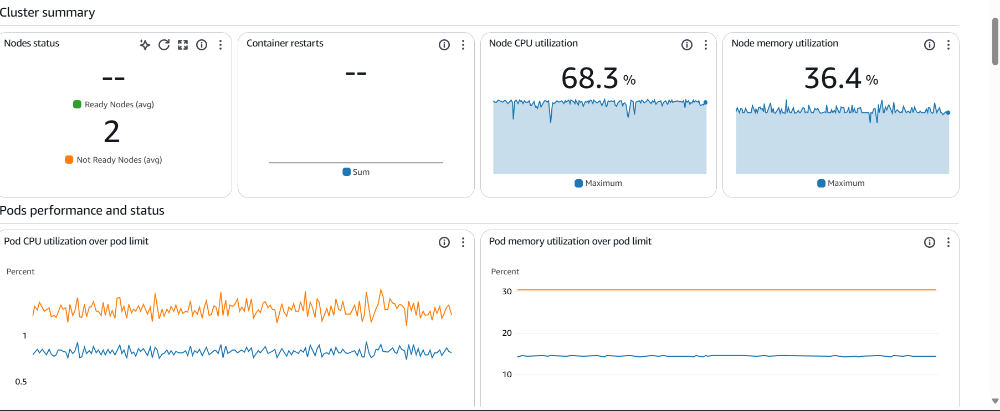 Cluster summary
Nodes status
--
Ready Nodes (avg)
2
Not Ready Nodes (avg)
Container restarts
--
Sum
Node CPU utilization
68.3 %
Maximum
Node memory utilization
36.4 %
Maximum
Pods performance and status
Pod CPU utilization over pod limit
Percent
1
0.5
Pod memory utilization over pod limit
Percent
30
20
10